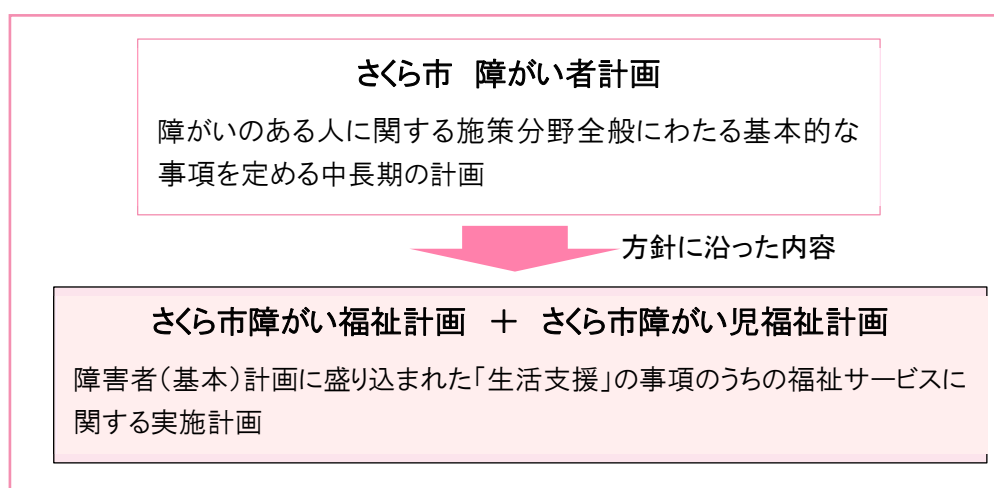 さくら市　障がい者計画
障がいのある人に関する施策分野全般にわたる基本的な
事項を定める中長期の計画
方針に沿った内容
さくら市障がい福祉計画　＋　さくら市障がい児福祉計画
障害者（基本）計画に盛り込まれた「生活支援」の事項のうちの福祉サービスに
関する実施計画